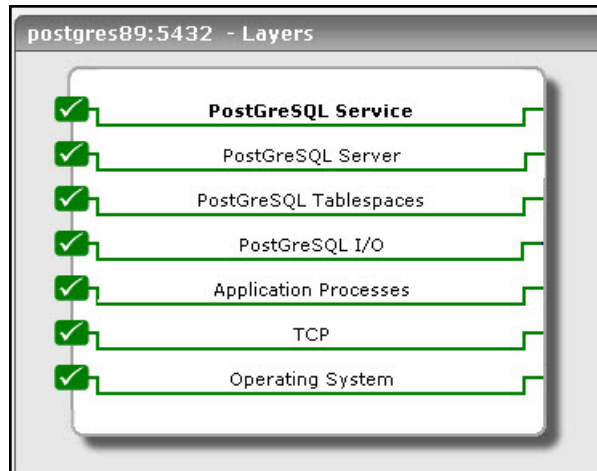 postgres89:5432 - Layers
PostGreSQL Service
PostGreSQL Server
PostGreSQL Tablespaces
PostGreSQL I/O
Application Processes
TCP
Operating System